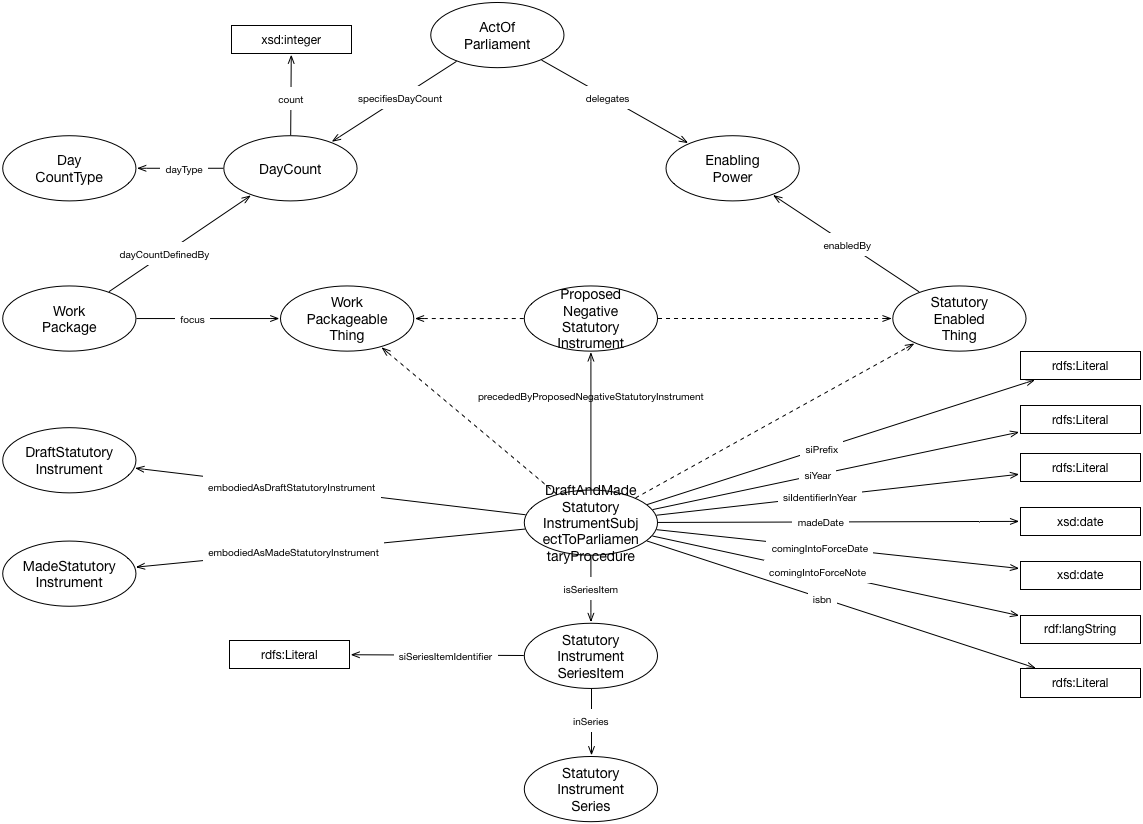 ActOf
Parliament
xsd:integer
count
specifiesDayCount
delegates
Day
CountType
dayType
DayCount
Enabling
Power
dayCountDefinedBy
enabledBy
Work
Package
focus
Work
Packageable
Thing
Proposed
Negative
Statutory
Instrument
Statutory
Enabled
Thing
rdfs:Literal
precededByProposedNegativeStatutoryInstrument
rdfs:Literal
siPrefix
DraftStatutory
Instrument
rdfs:Literal
siYear
embodiedAsDraftStatutoryInstrument
siIdentifierInYear
DraftAndMade
Statutory
InstrumentSubj
ectToParliamen
taryProcedure
madeDate
xsd:date
embodiedAsMadeStatutoryInstrument
comingIntoForceDate
MadeStatutory
Instrument
comingIntoForceNote
xsd:date
isSeriesItem
isbn
rdf:langString
rdfs:Literal
siSeriesItemIdentifier
Statutory
Instrument
SeriesItem
rdfs:Literal
inSeries
Statutory
Instrument
Series